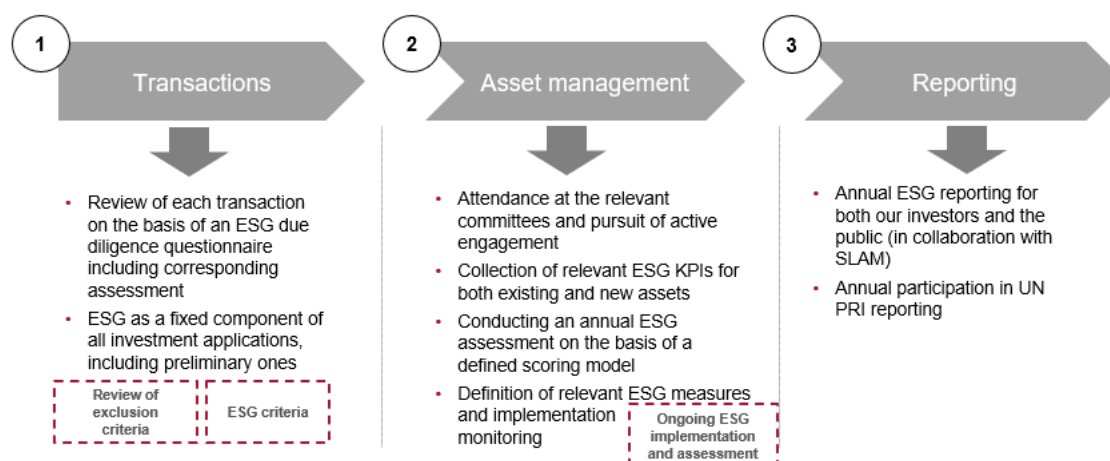 1
Transactions
Review of each transaction
on the basis of an ESG due
diligence questionnaire
including corresponding
assessment
ESG as a fixed component of
all investment applications,
including preliminary ones
Review of
exclusion
criteria
ESG criteria
2
Asset management
Attendance at the relevant
committees and pursuit of active
engagement
Collection of relevant ESG KPIs for
both existing and new assets
Conducting an annual ESG
assessment on the basis of a
defined scoring model
Definition of relevant ESG measures
and implementation
monitoring
Ongoing ESG
implementation
and assessment
3
Reporting
Annual ESG reporting for
both our investors and the
public (in collaboration with
SLAM)
Annual participation in UN
PRI reporting